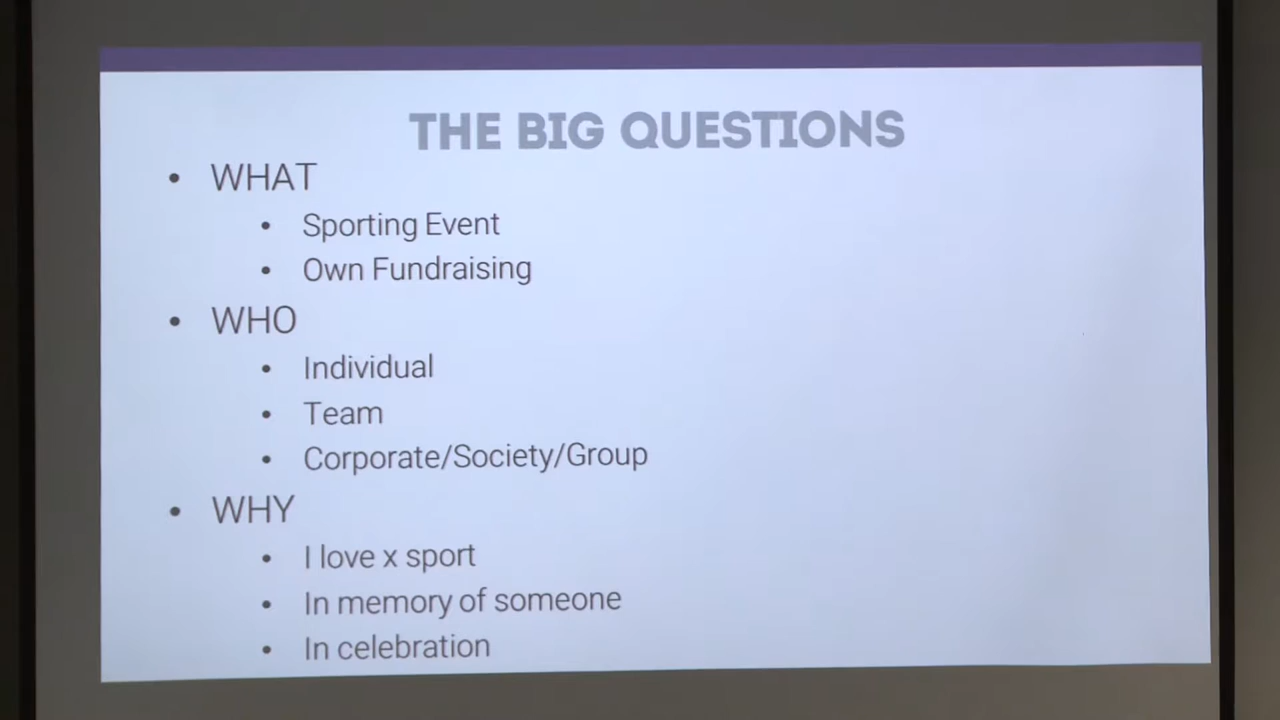 THE BIG QUESTIONS
• WHAT
• Sporting Event
• Own Fundraising
• WHO
• Individual
• Team
• Corporate/Society/Group
• WHY
• I love x sport
• In memory of someone
• In celebration